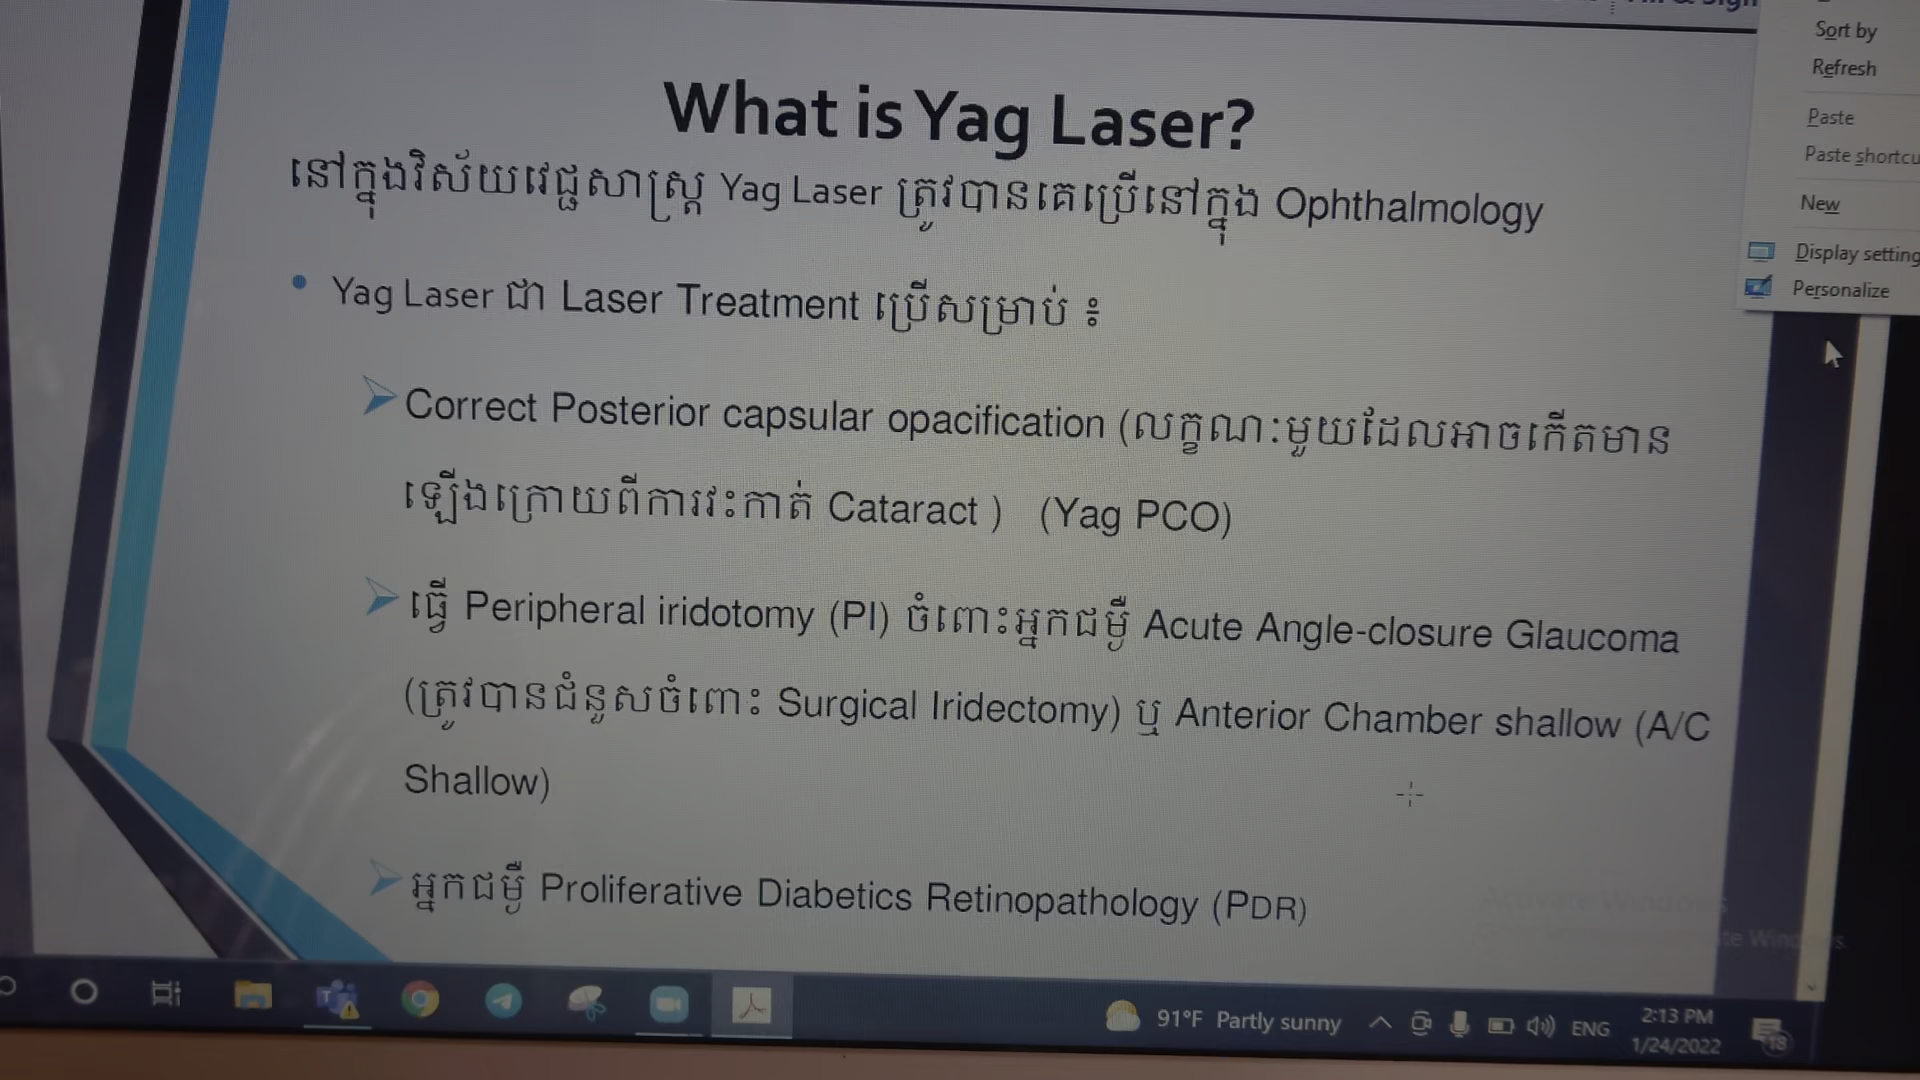 What is Yag Laser?
នៅក្នុងវិស័យវេជ្ជសាស្ត្រ Yag Laser ត្រូវបានគេប្រើនៅក្នុង Ophthalmology
• Yag Laser ជា Laser Treatment ប្រើសម្រាប់ ៖
➢ Correct Posterior capsular opacification (លក្ខណៈមួយដែលអាចកើតមាន
ឡើងក្រោយពីការវះកាត់ Cataract ) (Yag PCO)
➢ ធ្វើ Peripheral iridotomy (PI) ចំពោះអ្នកជម្ងឺ Acute Angle-closure Glaucoma
(ត្រូវបានជំនួសចំពោះ Surgical Iridectomy) ឬ Anterior Chamber shallow (A/C
Shallow)
➢ អ្នកជម្ងឺ Proliferative Diabetics Retinopathology (PDR)
Sort by
Refresh
Paste
Paste
New
Display
Personalize
Activate Windows
91°F Partly sunny
ENG
2:13 PM
1/24/2022
18